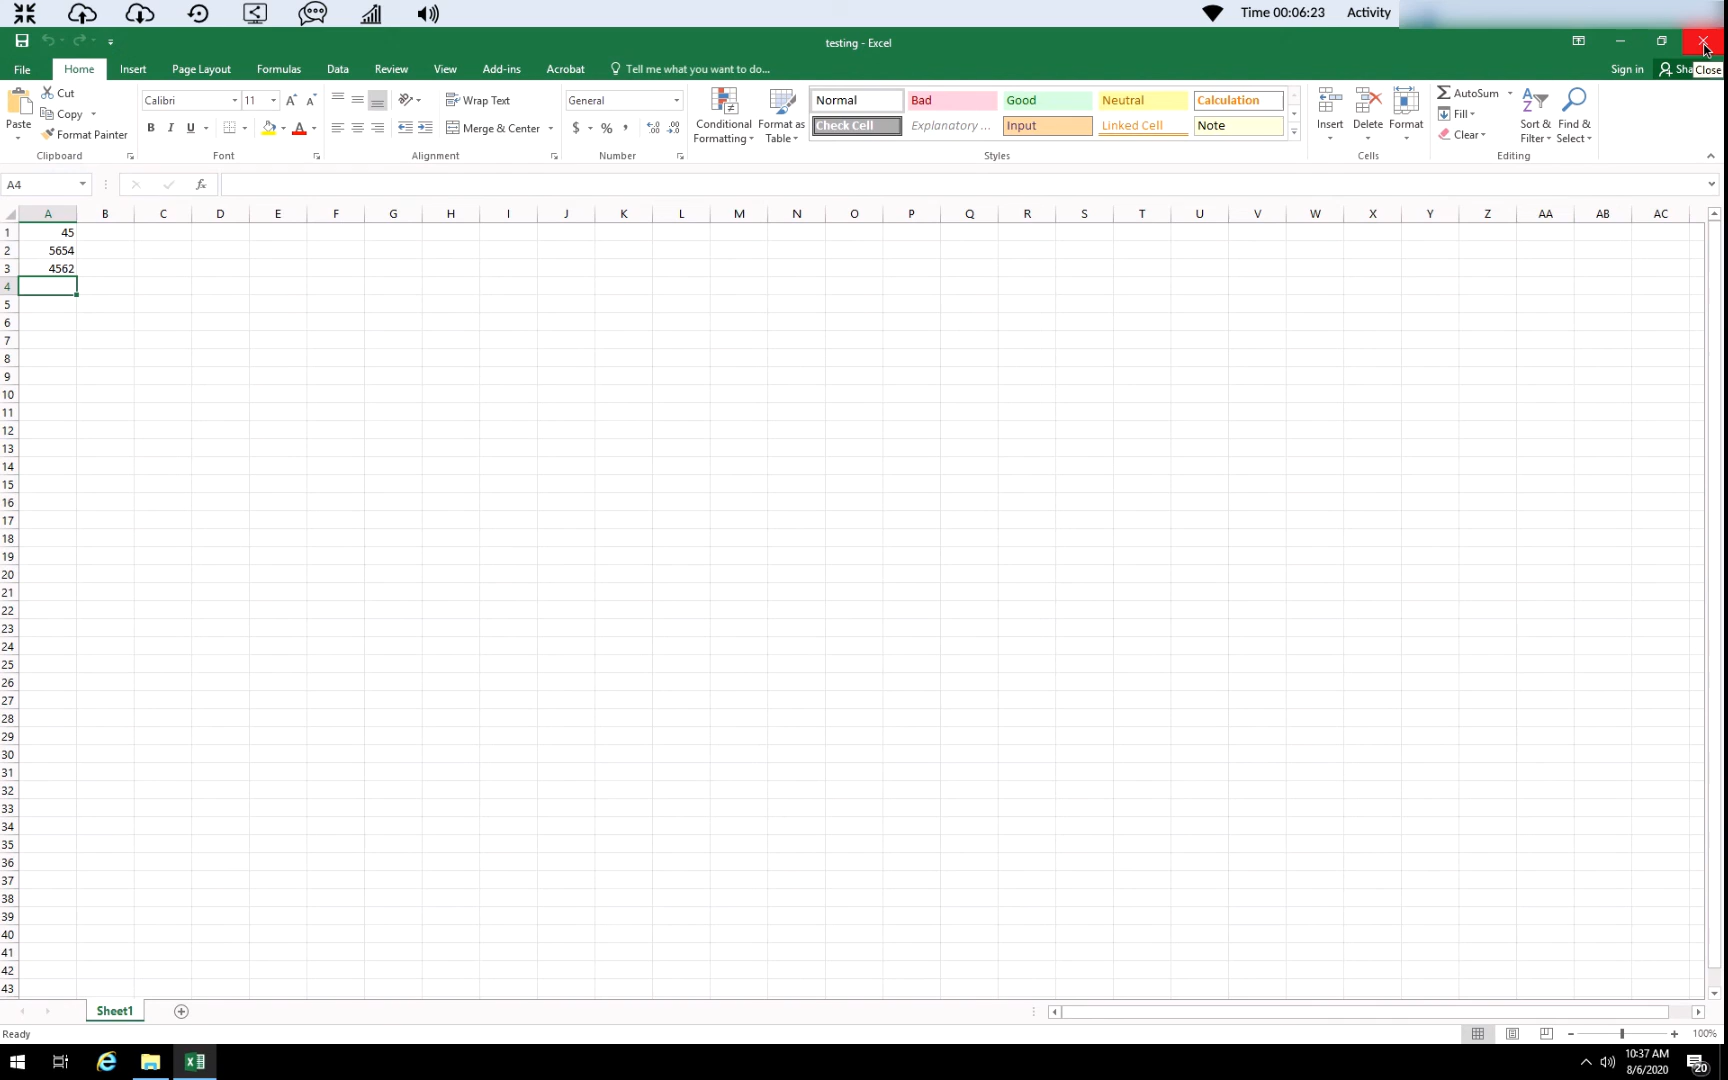 Time 00:06:23 Activity
testing - Excel
File Home Insert Page Layout Formulas Data Review View Add-ins Acrobat Tell me what you want to do... Sign in Sha Close
Paste Cut Copy Format Painter
Calibri 11 A A
B I U A
Wrap Text
Merge & Center
General
$ % ,
Conditional Formatting Format as Table
Normal Bad Good Neutral Calculation
Check Cell Explanatory ... Input Linked Cell Note
Insert Delete Format
AutoSum
Fill
Clear
Sort & Filter Find & Select
Clipboard Font Alignment Number Styles Cells Editing
A4 fx
A B C D E F G H I J K L M N O P Q R S T U V W X Y Z AA AB AC
1 45
2 5654
3 4562
4
5
6
7
8
9
10
11
12
13
14
15
16
17
18
19
20
21
22
23
24
25
26
27
28
29
30
31
32
33
34
35
36
37
38
39
40
41
42
43
Sheet1
Ready 100%
10:37 AM
8/6/2020
20